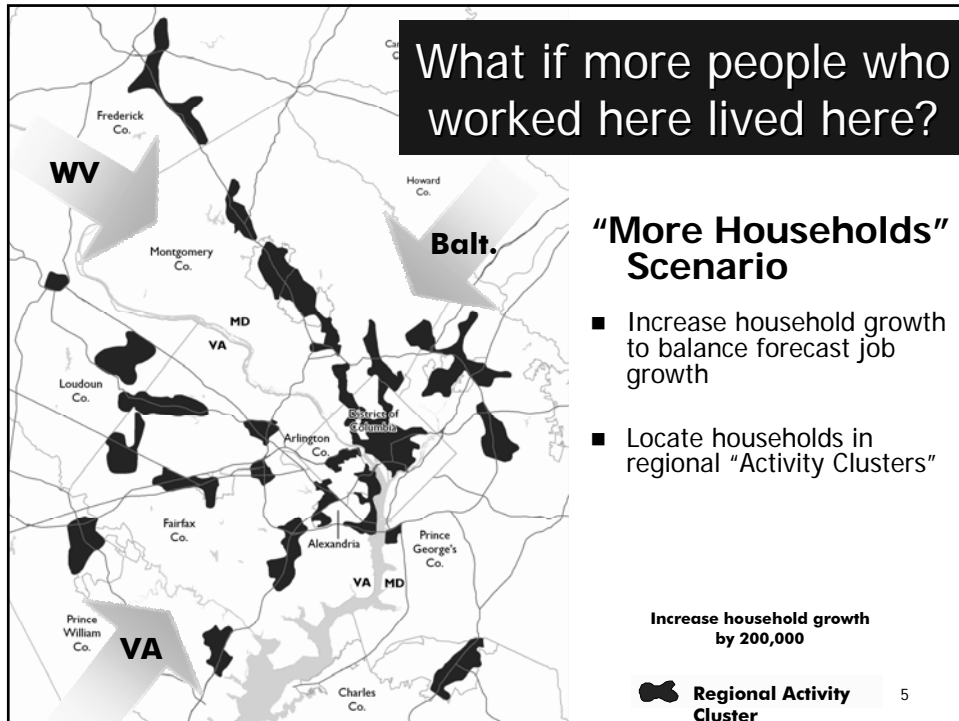 What if more people who
worked here lived here?
Frederick
Co.
WV
Howard
Co.
Balt.
Montgomery
Co.
MD
VA
Loudoun
Co.
District of
Columbia
Arlington
Co.
Fairfax
Co.
Alexandria
Prince
George's
Co.
VA MD
Prince
William
Co.
VA
Charles
Co.
“More Households”
Scenario
■ Increase household growth
to balance forecast job
growth
■ Locate households in
regional “Activity Clusters”
Increase household growth
by 200,000
Regional Activity
Cluster
5